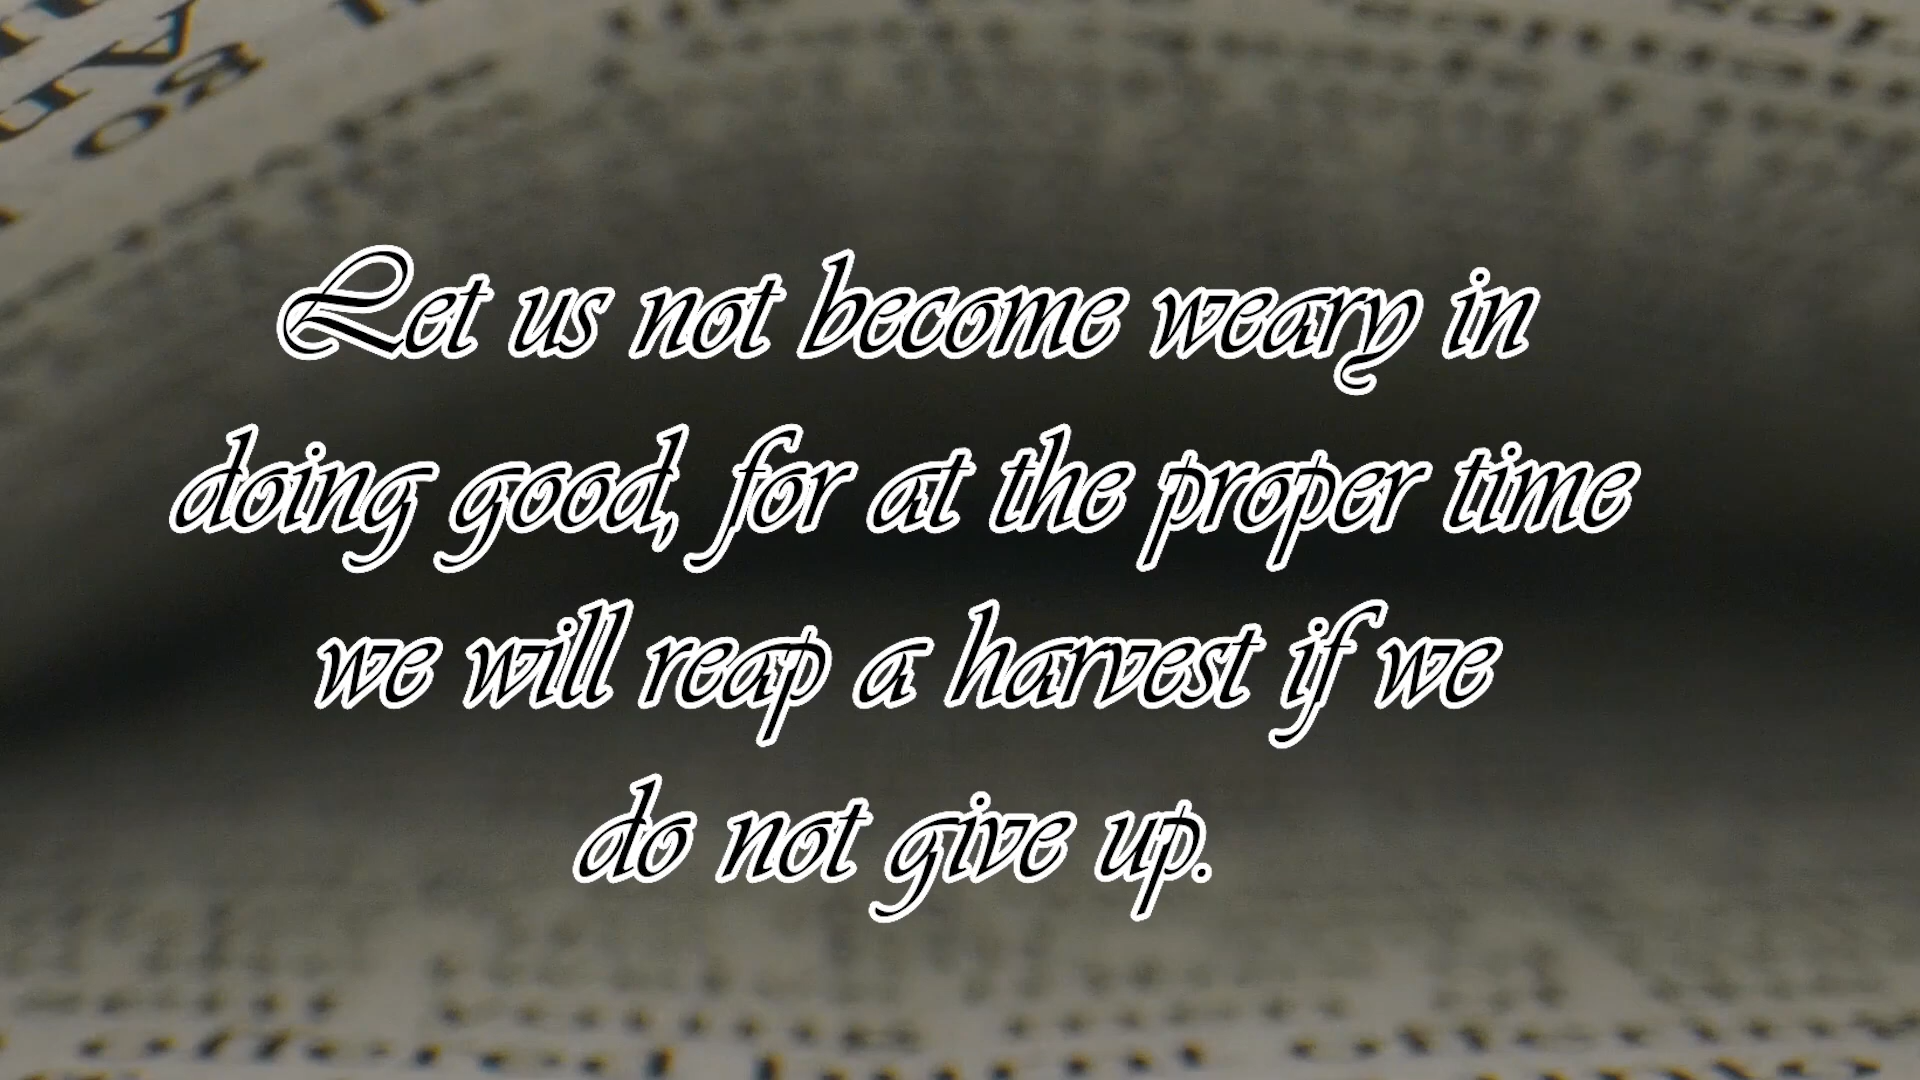 Let us not become weary in
doing good, for at the proper time
we will reap a harvest if we
do not give up.